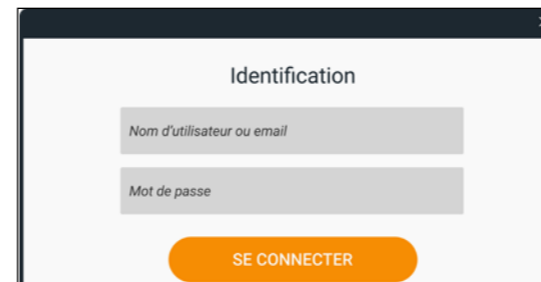 Identification
Nom d'utilisateur ou email
Mot de passe
SE CONNECTER